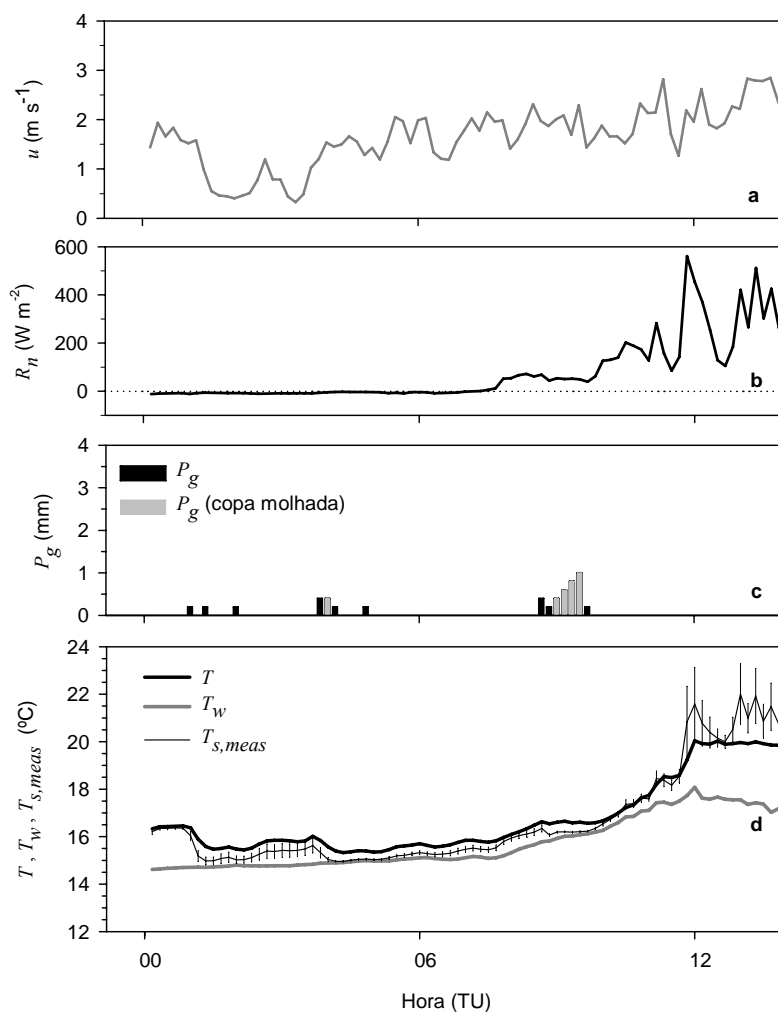 4
3
2
1
0
u (m s-1)
a
600
400
200
0
Rn (W m-2)
b
4
3
2
1
0
Pg (mm)
Pg
Pg (copa molhada)
c
24
22
20
18
16
14
12
T , Tw , Ts,meas (ºC)
T
Tw
Ts,meas
d
00
06
12
Hora (TU)